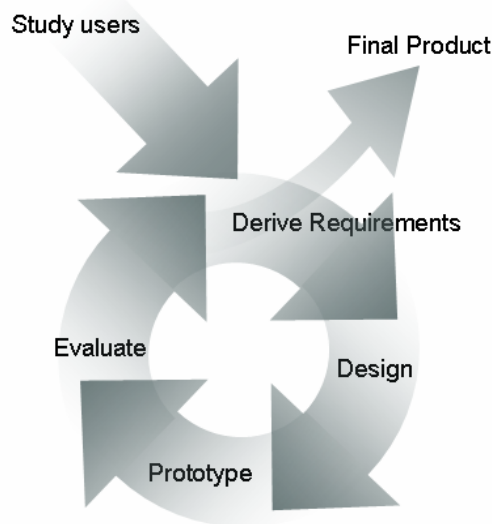 Study users
Final Product
Derive Requirements
Evaluate
Design
Prototype